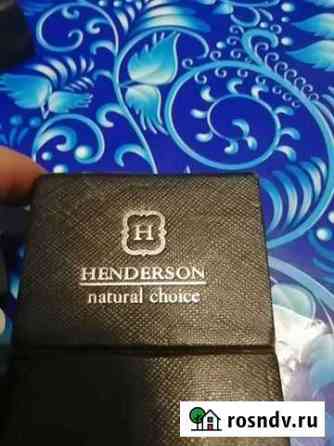 H
HENDERSON
natural choice
rosndv.ru